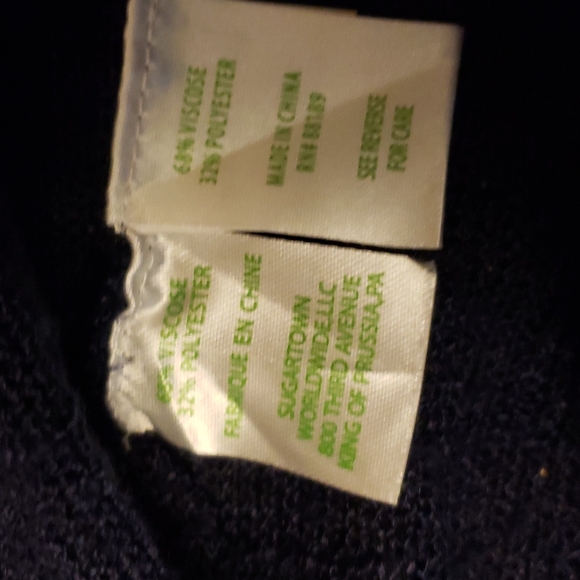 68% VISCOSE
32% POLYESTER
MADE IN CHINA
RN# 88189
SEE REVERSE
FOR CARE
68% VISCOSE
32% POLYESTER
FABRIQUE EN CHINE
SUGARTOWN
WORLDWIDE,LLC
800 THIRD AVENUE
KING OF PRUSSIA,PA